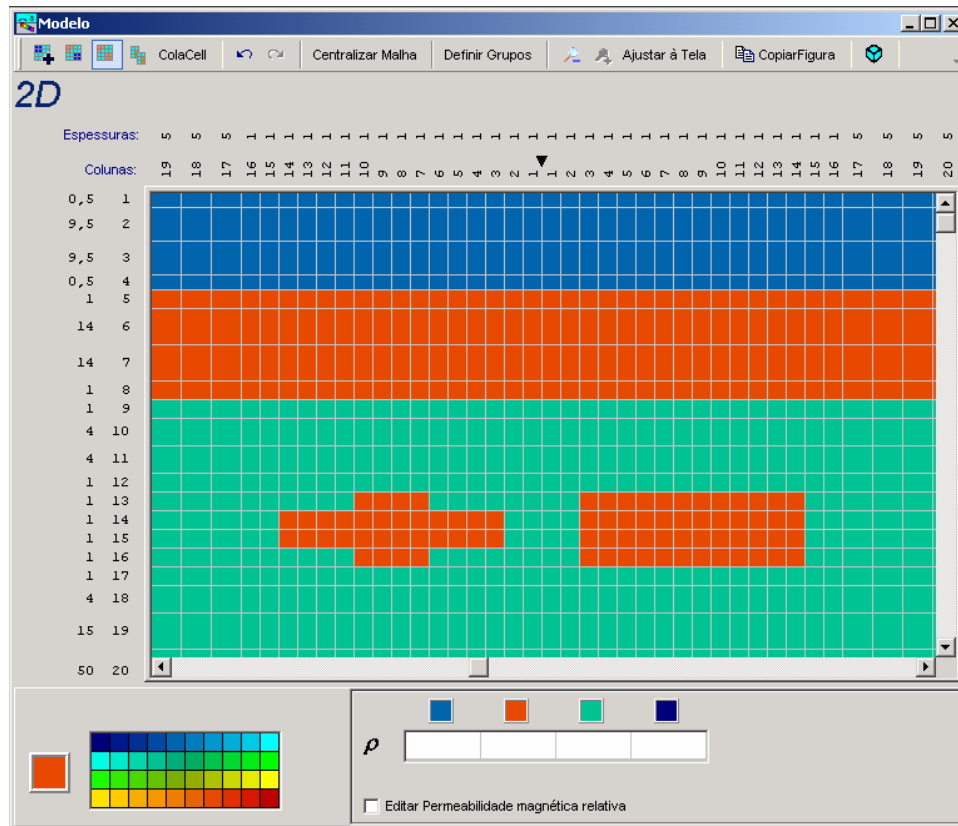 Modelo
ColaCell Centralizar Malha Definir Grupos Ajustar à Tela CopiarFigura
2D
Espessuras: 5 5 5 1 1 1 1 1 1 1 1 1 1 1 1 1 1 1 1 1 1 1 1 1 1 1 1 1 1 1 1 1 1 1 1 5 5 5 5
Colunas: 19 18 17 16 15 14 13 12 11 10 9 8 7 6 5 4 3 2 1 1 2 3 4 5 6 7 8 9 10 11 12 13 14 15 16 17 18 19 20
0,5 1
9,5 2
9,5 3
0,5 4
1 5
14 6
14 7
1 8
1 9
4 10
4 11
1 12
1 13
1 14
1 15
1 16
1 17
4 18
15 19
50 20
ρ
Editar Permeabilidade magnética relativa